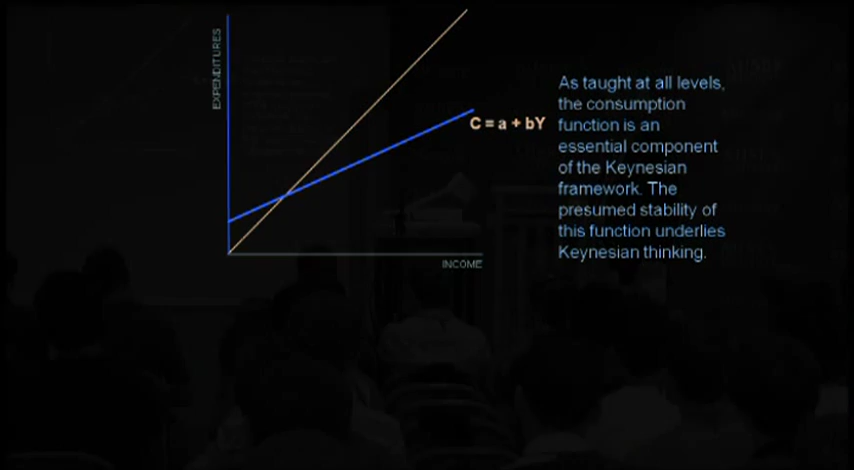 EXPENDITURES
C = a + bY
INCOME
As taught at all levels,
the consumption
function is an
essential component
of the Keynesian
framework. The
presumed stability of
this function underlies
Keynesian thinking.